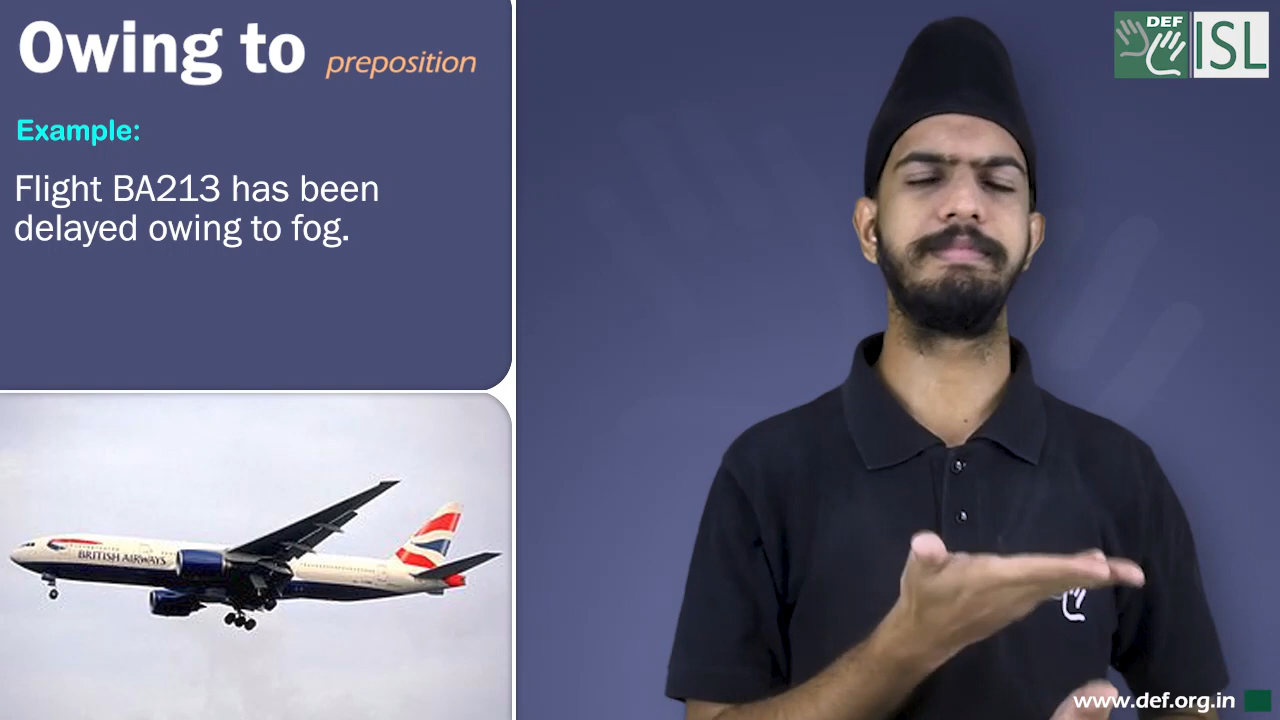 Owing to preposition
Example:
Flight BA213 has been
delayed owing to fog.
BRITISH AIRWAYS
DEF
ISL
www.def.org.in